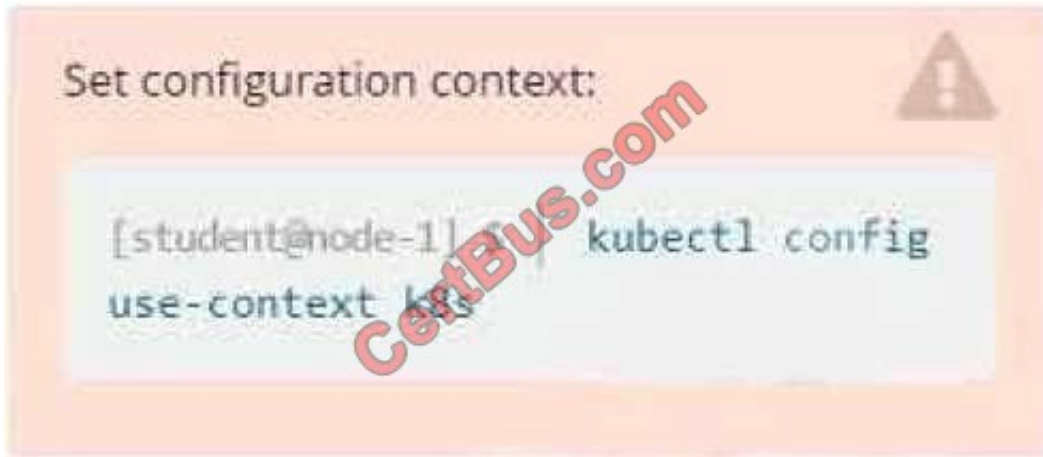 Set configuration context:
[student@node-1] $ | kubectl config
use-context k8s
CertBus.com